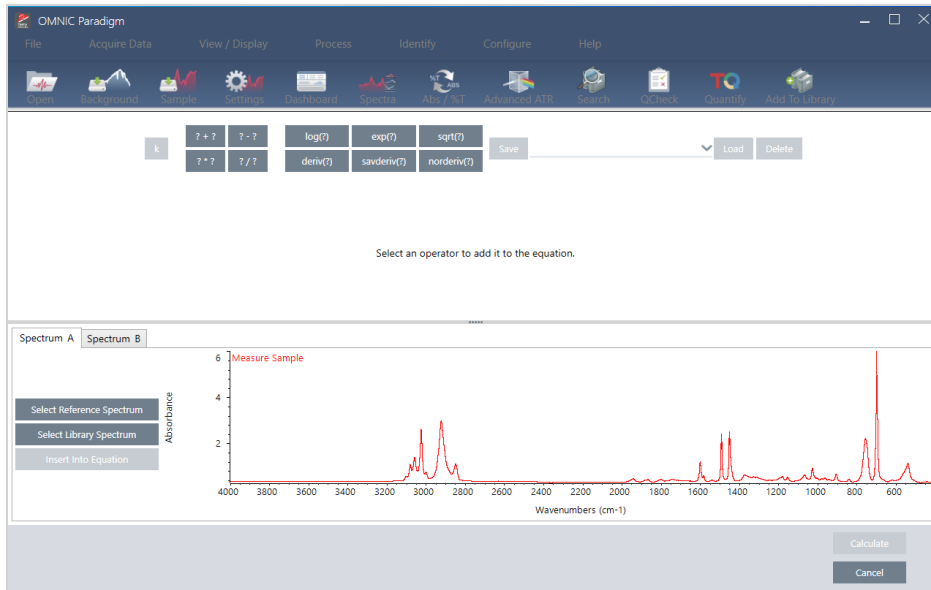 OMNIC Paradigm
File Acquire Data View / Display Process Identify Configure Help
%T ABS TQ
Open Background Sample Settings Dashboard Spectra Abs / %T Advanced ATR Search QCheck Quantify Add To Library
? + ? ? - ? log(?) exp(?) sqrt(?)
k Save Load Delete
? * ? ? / ? deriv(?) savderiv(?) norderiv(?)
Select an operator to add it to the equation.
Spectrum A Spectrum B
Measure Sample
6
4
2
Absorbance
Select Reference Spectrum
Select Library Spectrum
Insert Into Equation
4000 3800 3600 3400 3200 3000 2800 2600 2400 2200 2000 1800 1600 1400 1200 1000 800 600
Wavenumbers (cm-1)
Calculate
Cancel